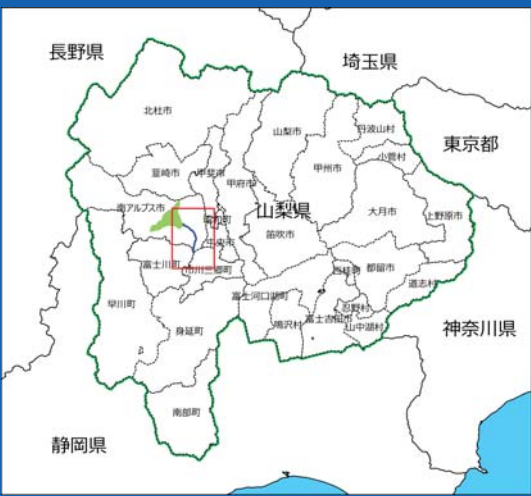 長野県
埼玉県
北杜市
丹波山村
山梨市
小菅村
東京都
韮崎市
甲斐市
甲府市
甲州市
南アルプス市
昭和町
山梨県
大月市
上野原市
中央市
笛吹市
富士川町
市川三郷町
西桂町
都留市
道志村
早川町
富士河口湖町
忍野村
鳴沢村
富士吉田市
山中湖村
神奈川県
身延町
南部町
静岡県